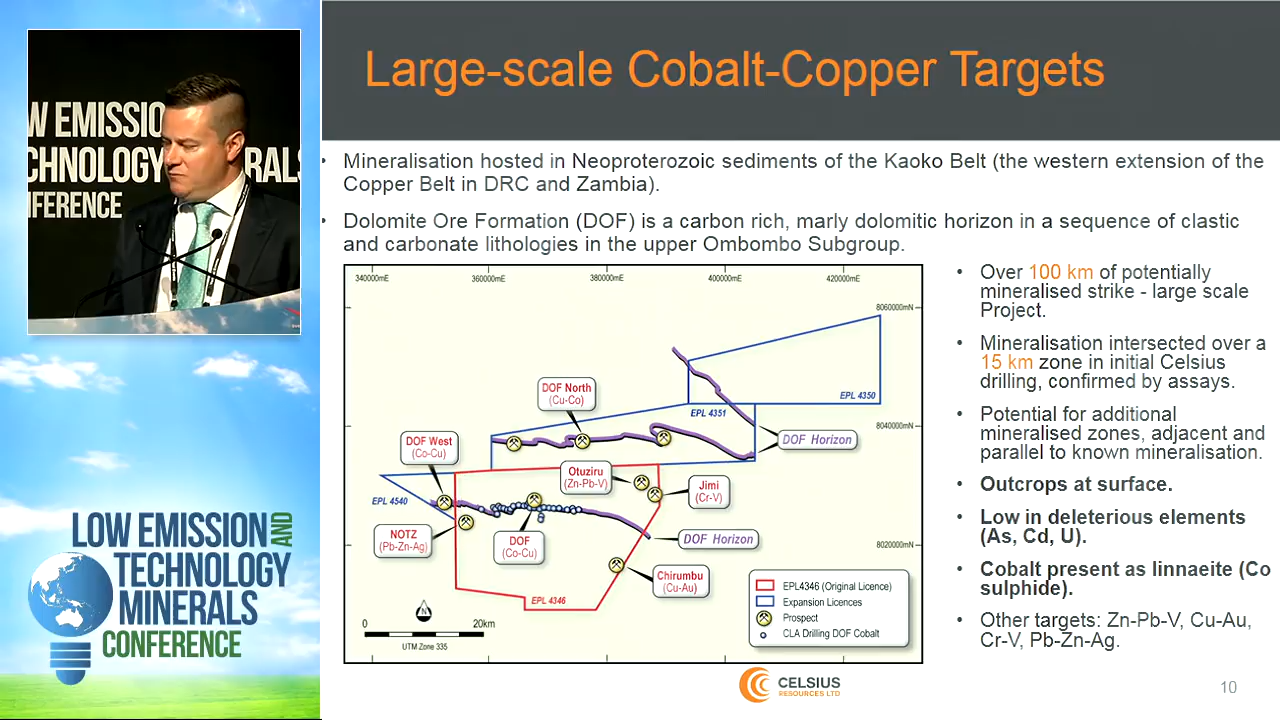 W EMISSIO
CHNOLOGY
RALS
NFERENCE
LOW EMISSION AND
TECHNOLOGY
MINERALS
CONFERENCE
Large-scale Cobalt-Copper Targets
• Mineralisation hosted in Neoproterozoic sediments of the Kaoko Belt (the western extension of the
Copper Belt in DRC and Zambia).
• Dolomite Ore Formation (DOF) is a carbon rich, marly dolomitic horizon in a sequence of clastic
and carbonate lithologies in the upper Ombombo Subgroup.
340000mE
360000mE
380000mE
400000mE
420000mE
8060000mN
EPL 4350
DOF North
(Cu-Co)
EPL 4351
8040000mN
DOF Horizon
DOF West
(Co-Cu)
Otuziru
(Zn-Pb-V)
Jimi
(Cr-V)
EPL 4540
NOTZ
(Pb-Zn-Ag)
DOF
(Co-Cu)
DOF Horizon
8020000mN
Chirumbu
(Cu-Au)
EPL 4346
N
0
20km
UTM Zone 33S
EPL4346 (Original Licence)
Expansion Licences
Prospect
CLA Drilling DOF Cobalt
• Over 100 km of potentially
mineralised strike - large scale
Project.
• Mineralisation intersected over a
15 km zone in initial Celsius
drilling, confirmed by assays.
• Potential for additional
mineralised zones, adjacent and
parallel to known mineralisation.
• Outcrops at surface.
• Low in deleterious elements
(As, Cd, U).
• Cobalt present as linnaeite (Co
sulphide).
• Other targets: Zn-Pb-V, Cu-Au,
Cr-V, Pb-Zn-Ag.
CELSIUS
RESOURCES LTD
10